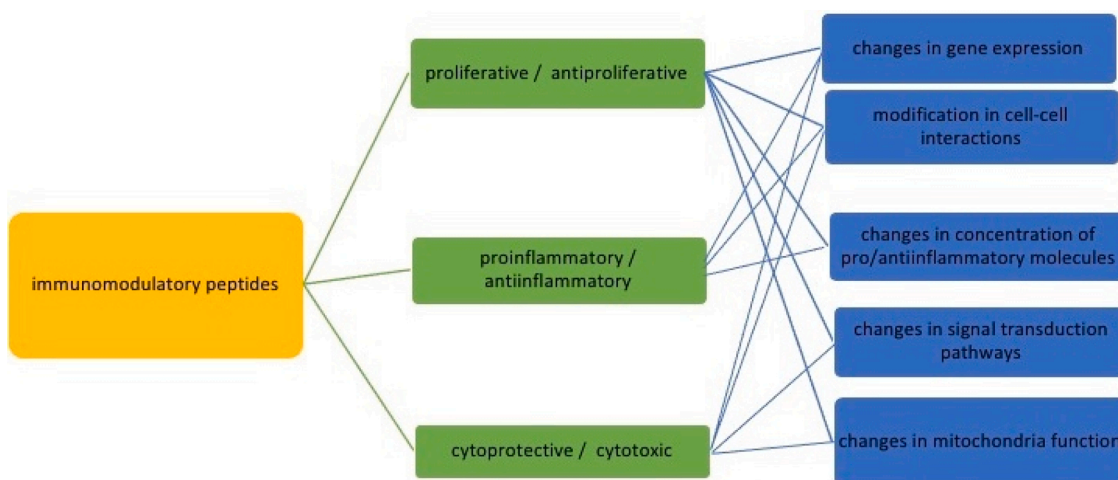 immunomodulatory peptides
proliferative / antiproliferative
proinflammatory /
antiinflammatory
cytoprotective / cytotoxic
changes in gene expression
modification in cell-cell
interactions
changes in concentration of
pro/antiinflammatory molecules
changes in signal transduction
pathways
changes in mitochondria function